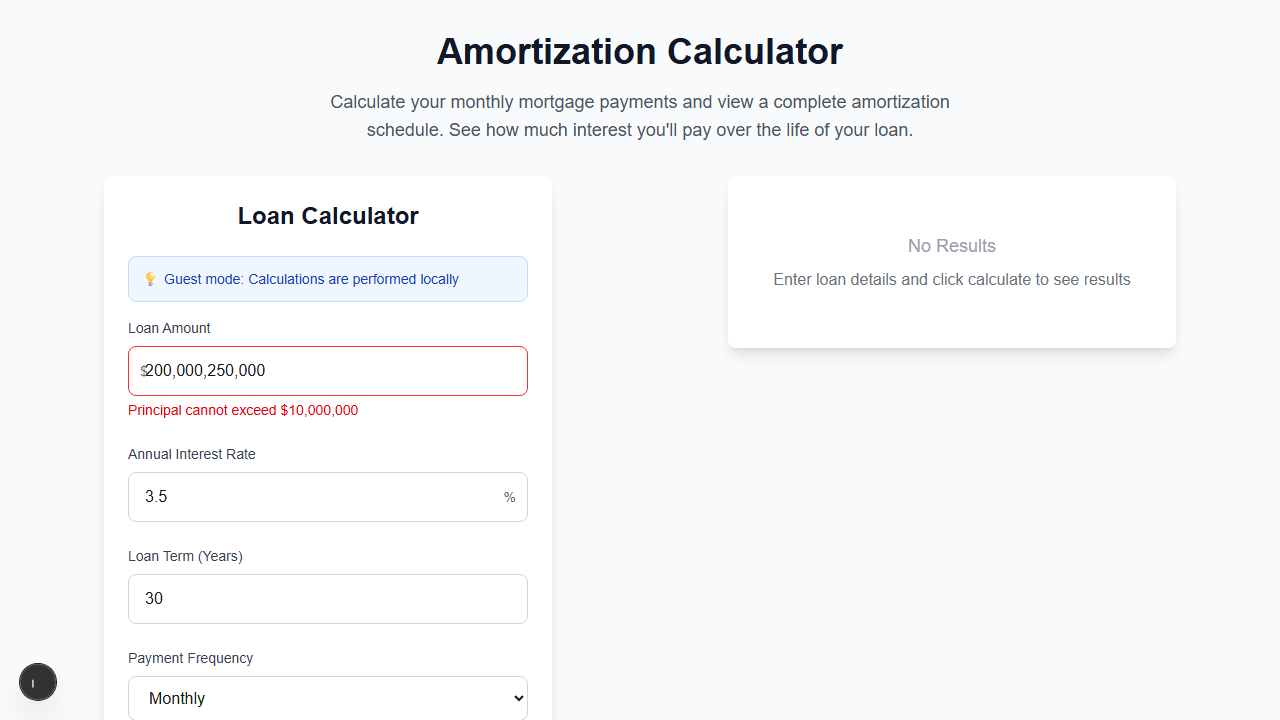 Amortization Calculator
Calculate your monthly mortgage payments and view a complete amortization
schedule. See how much interest you'll pay over the life of your loan.
Loan Calculator
💡 Guest mode: Calculations are performed locally
Loan Amount
$200,000,250,000
Principal cannot exceed $10,000,000
Annual Interest Rate
3.5 %
Loan Term (Years)
30
Payment Frequency
Monthly
No Results
Enter loan details and click calculate to see results